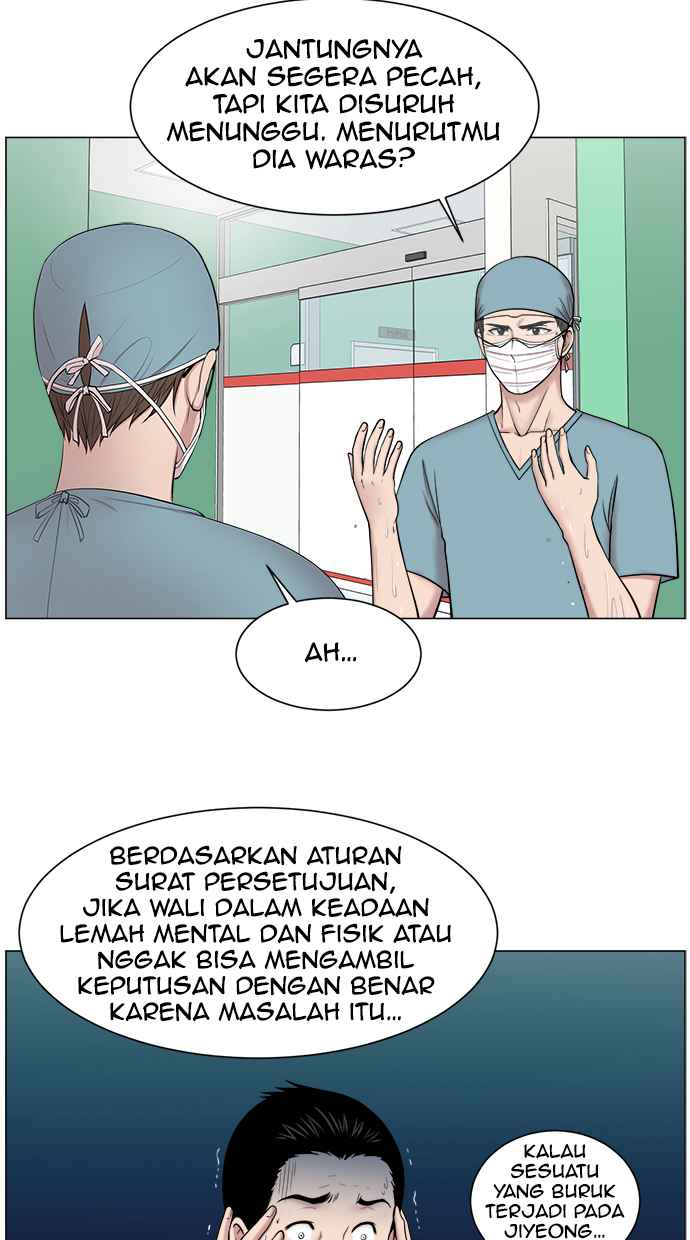 JANTUNGNYA
AKAN SEGERA PECAH,
TAPI KITA DISURUH
MENUNGGU. MENURUTMU
DIA WARAS?
AH...
BERDASARKAN ATURAN
SURAT PERSETUJUAN,
JIKA WALI DALAM KEADAAN
LEMAH MENTAL DAN FISIK ATAU
NGGAK BISA MENGAMBIL
KEPUTUSAN DENGAN BENAR
KARENA MASALAH ITU...
KALAU
SESUATU
YANG BURUK
TERJADI PADA
JIYEONG...